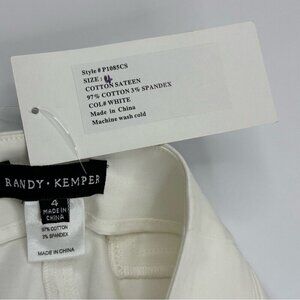 Style # P1085CS
SIZE : 4
COTTON SATEEN
97% COTTON 3% SPANDEX
COL# WHITE
Made in China
Machine wash cold
RANDY · KEMPER
4
MADE IN
CHINA
97% COTTON
3% SPANDEX
MADE IN CHINA